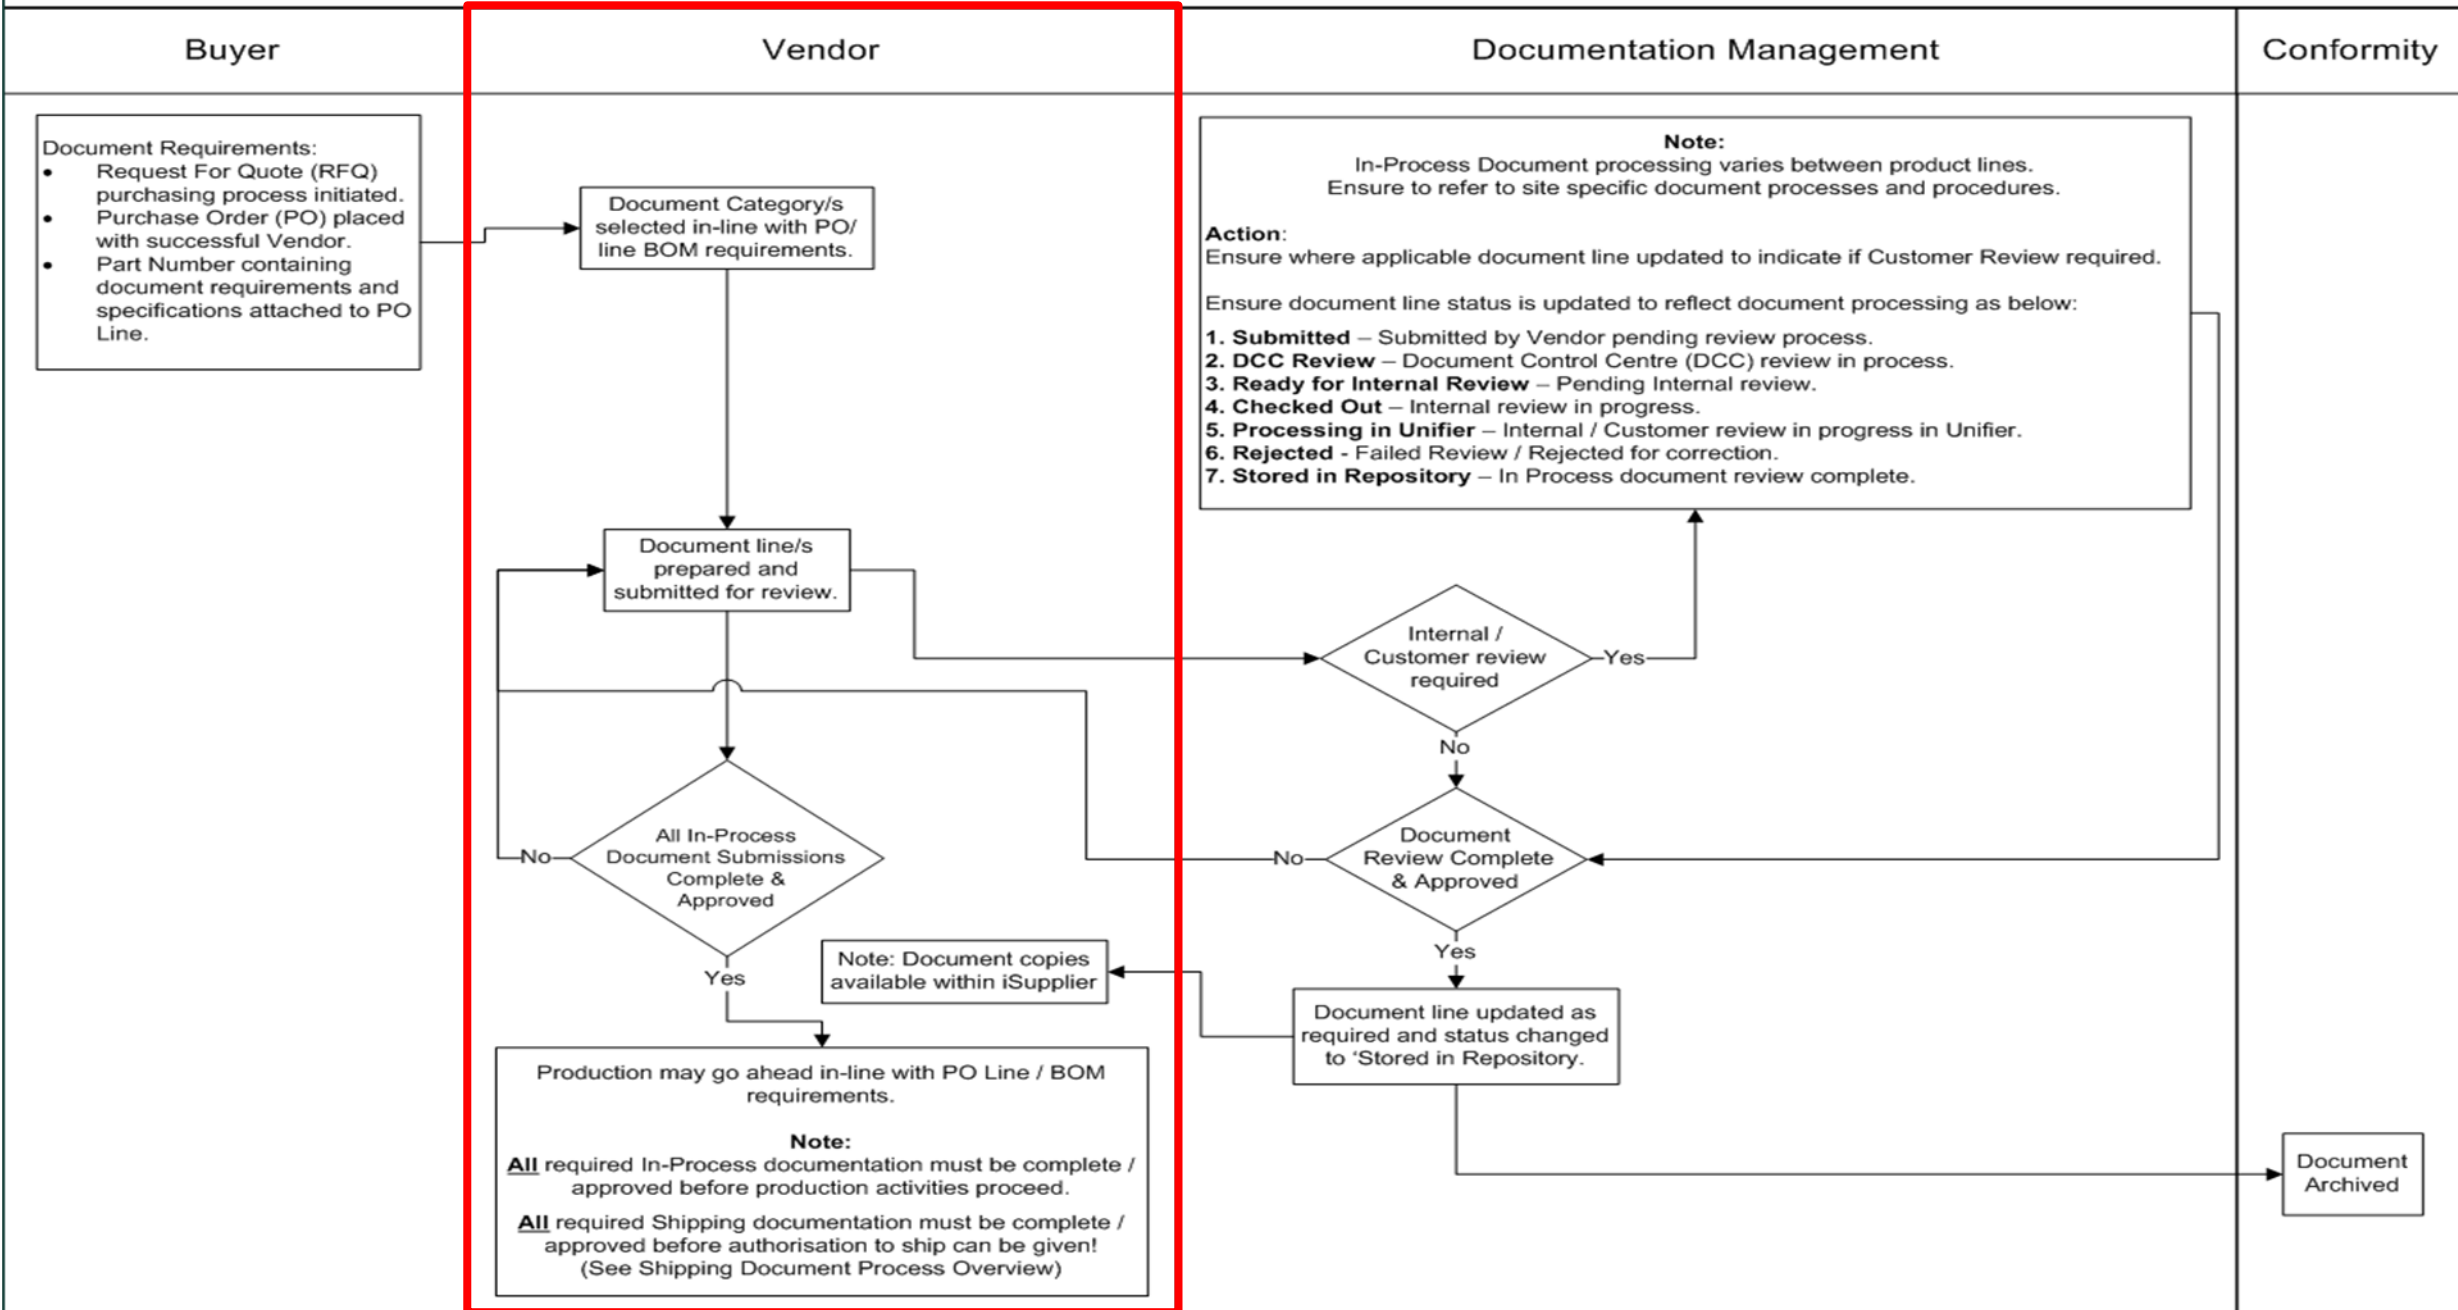 Buyer
Vendor
Documentation Management
Conformity
Document Requirements:
• Request For Quote (RFQ)
purchasing process initiated.
• Purchase Order (PO) placed
with successful Vendor.
• Part Number containing
document requirements and
specifications attached to PO
Line.
Document Category/s
selected in-line with PO/
line BOM requirements.
Document line/s
prepared and
submitted for review.
All In-Process
Document Submissions
Complete &
Approved
No
Yes
Note: Document copies
available within iSupplier
Production may go ahead in-line with PO Line / BOM
requirements.
Note:
All required In-Process documentation must be complete /
approved before production activities proceed.
All required Shipping documentation must be complete /
approved before authorisation to ship can be given!
(See Shipping Document Process Overview)
Note:
In-Process Document processing varies between product lines.
Ensure to refer to site specific document processes and procedures.
Action:
Ensure where applicable document line updated to indicate if Customer Review required.
Ensure document line status is updated to reflect document processing as below:
1. Submitted – Submitted by Vendor pending review process.
2. DCC Review – Document Control Centre (DCC) review in process.
3. Ready for Internal Review – Pending Internal review.
4. Checked Out – Internal review in progress.
5. Processing in Unifier – Internal / Customer review in progress in Unifier.
6. Rejected - Failed Review / Rejected for correction.
7. Stored in Repository – In Process document review complete.
Internal /
Customer review
required
Yes
No
Document
Review Complete
& Approved
No
Yes
Document line updated as
required and status changed
to ‘Stored in Repository.
Document
Archived